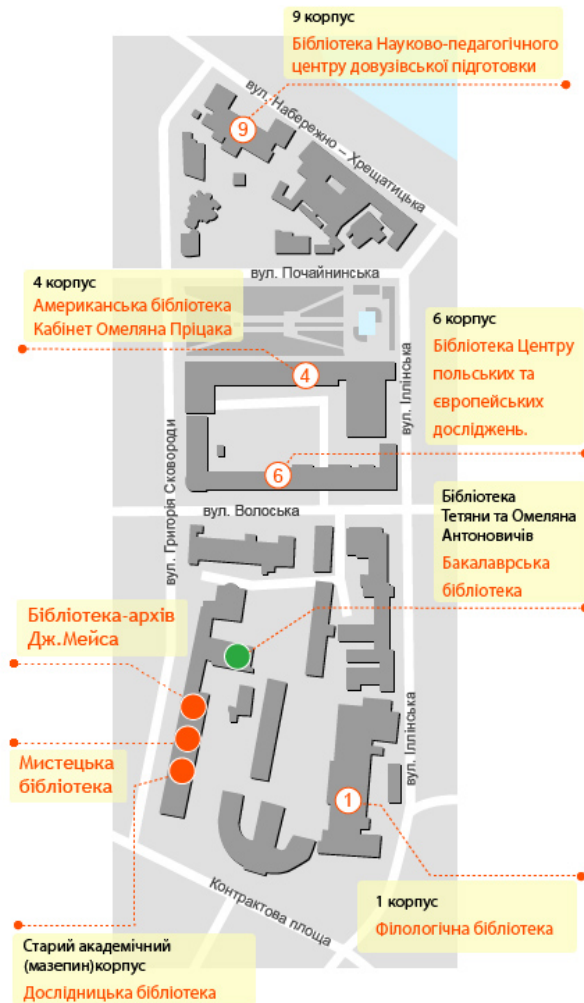 9 корпус
Бібліотека Науково-педагогічного
центру довузівської підготовки
вул. Набережно – Хрещатицька
9
вул. Почайнинська
4 корпус
Американська бібліотека
Кабінет Омеляна Пріцака
4
6 корпус
Бібліотека Центру
польських та
європейських
досліджень.
вул. Іллінська
6
вул. Григорія Сковороди
вул. Волоська
Бібліотека
Тетяни та Омеляна
Антоновичів
Бакалаврська
бібліотека
Бібліотека-архів
Дж.Мейса
Мистецька
бібліотека
вул. Іллінська
1
Контрактова площа
1 корпус
Філологічна бібліотека
Старий академічний
(мазепин)корпус
Дослідницька бібліотека